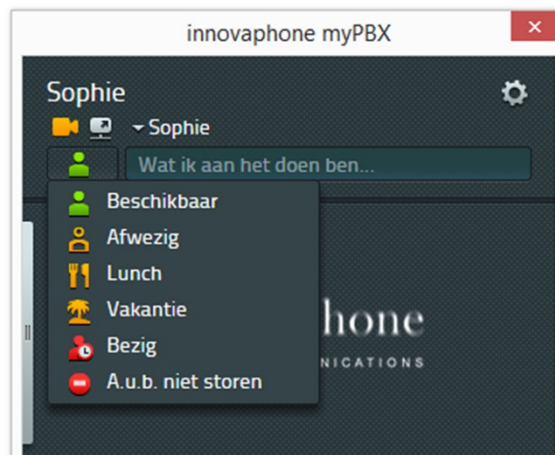 innovaphone myPBX
Sophie
Sophie
Wat ik aan het doen ben...
Beschikbaar
Afwezig
Lunch
Vakantie
Bezig
A.u.b. niet storen
hone
NICATIONS